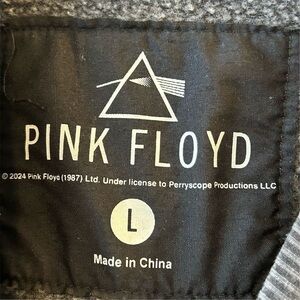 PINK FLOYD
© 2024 Pink Floyd (1987) Ltd. Under license to Perryscope Productions LLC
L
Made in China